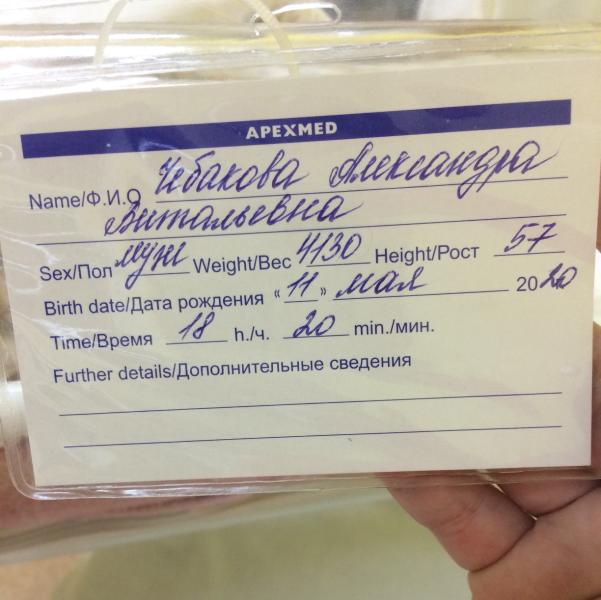 APEXMED
Name/Ф.И.О Чебакова Александра
Витальевна
Sex/Пол муж Weight/Вес 4130 Height/Рост 57
Birth date/Дата рождения «11» мая 2020
Time/Время 18 h./ч. 20 min./мин.
Further details/Дополнительные сведения